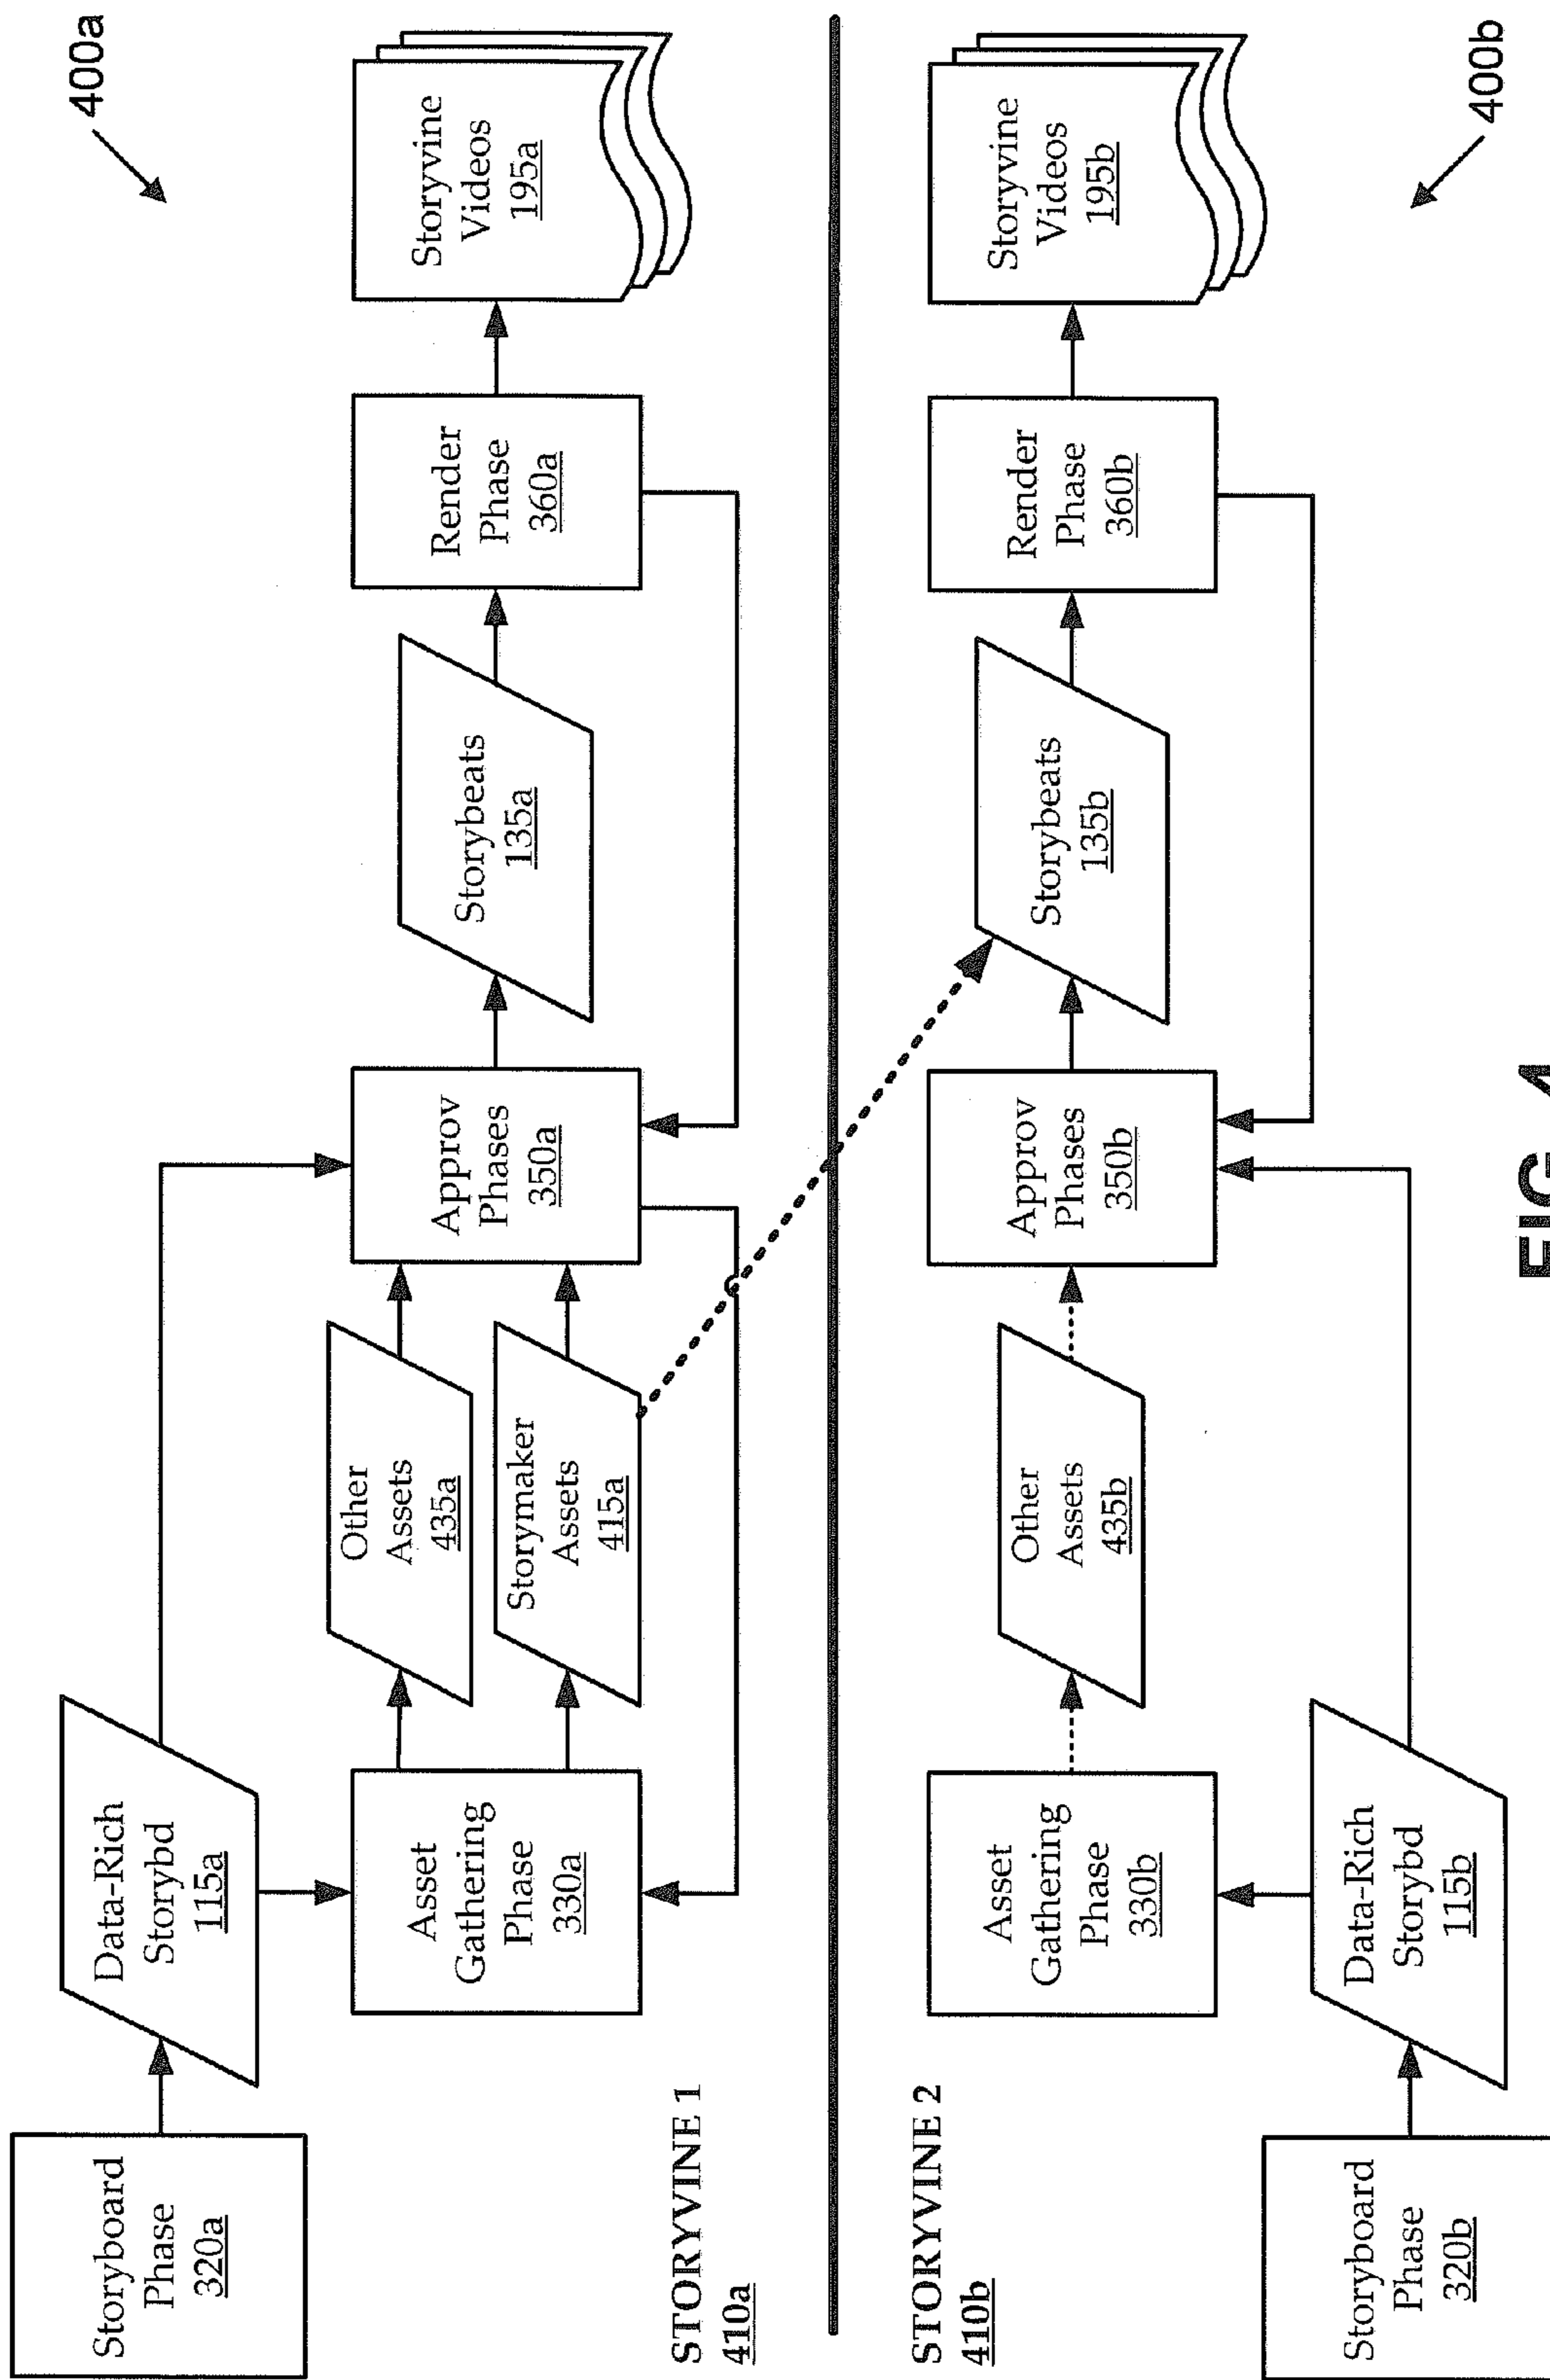 400a
Storyboard
Phase
320a
Data-Rich
Storybd
115a
Asset
Gathering
Phase
330a
Other
Assets
435a
Storymaker
Assets
415a
Approv
Phases
350a
Storybeats
135a
Render
Phase
360a
Storyvine
Videos
195a
STORYVINE 1
410a
STORYVINE 2
410b
Asset
Gathering
Phase
330b
Other
Assets
435b
Approv
Phases
350b
Storybeats
135b
Render
Phase
360b
Storyvine
Videos
195b
Storyboard
Phase
320b
Data-Rich
Storybd
115b
400b
FIG. 4